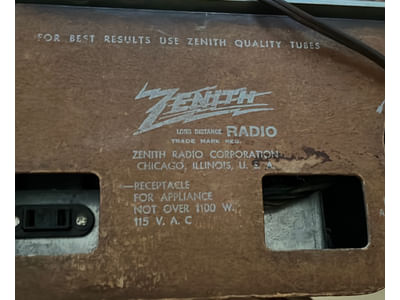 FOR BEST RESULTS USE ZENITH QUALITY TUBES
ZENITH
LONG DISTANCE RADIO
TRADE MARK REG.
ZENITH RADIO CORPORATION
CHICAGO, ILLINOIS, U. S. A.
—RECEPTACLE
FOR APPLIANCE
NOT OVER 1100 W.
115 V. A. C